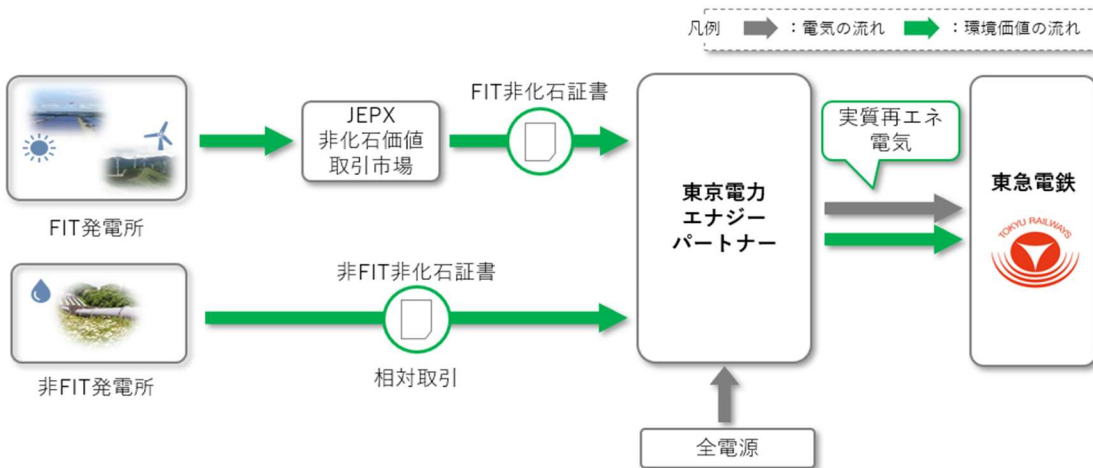 凡例 ：電気の流れ ：環境価値の流れ
FIT非化石証書
JEPX
非化石価値
取引市場
実質再エネ
電気
東京電力
エナジー
パートナー
東急電鉄
TOKYU RAILWAYS
FIT発電所
非FIT非化石証書
相対取引
非FIT発電所
全電源